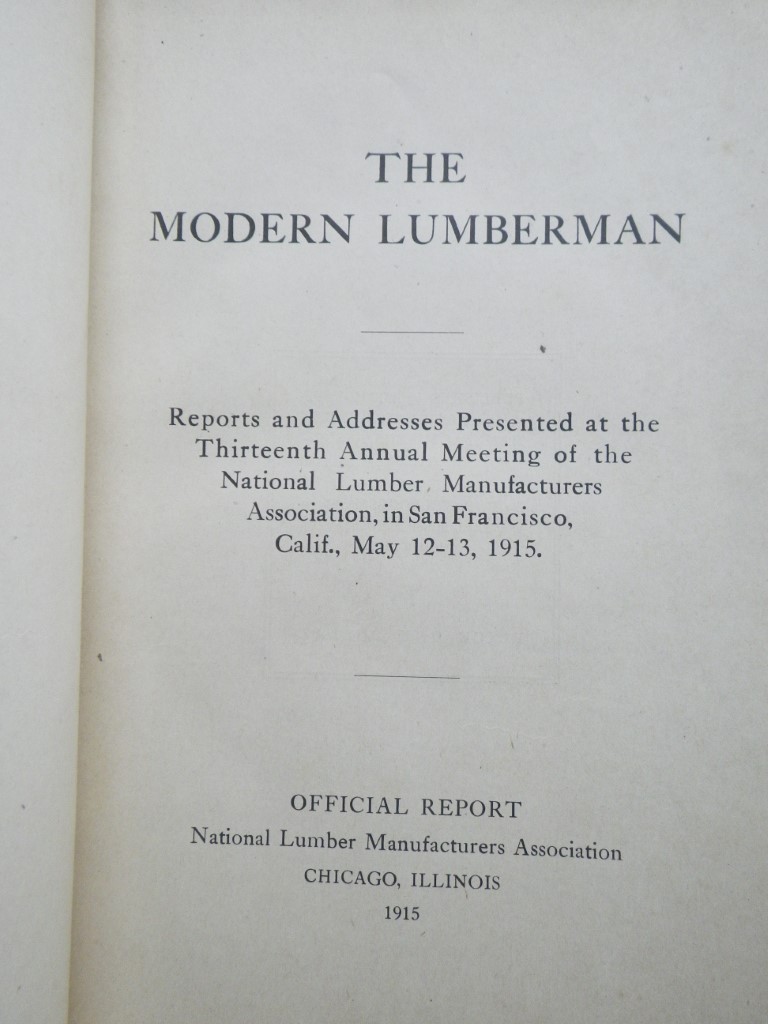 THE
MODERN LUMBERMAN
Reports and Addresses Presented at the
Thirteenth Annual Meeting of the
National Lumber Manufacturers
Association, in San Francisco,
Calif., May 12-13, 1915.
OFFICIAL REPORT
National Lumber Manufacturers Association
CHICAGO, ILLINOIS
1915